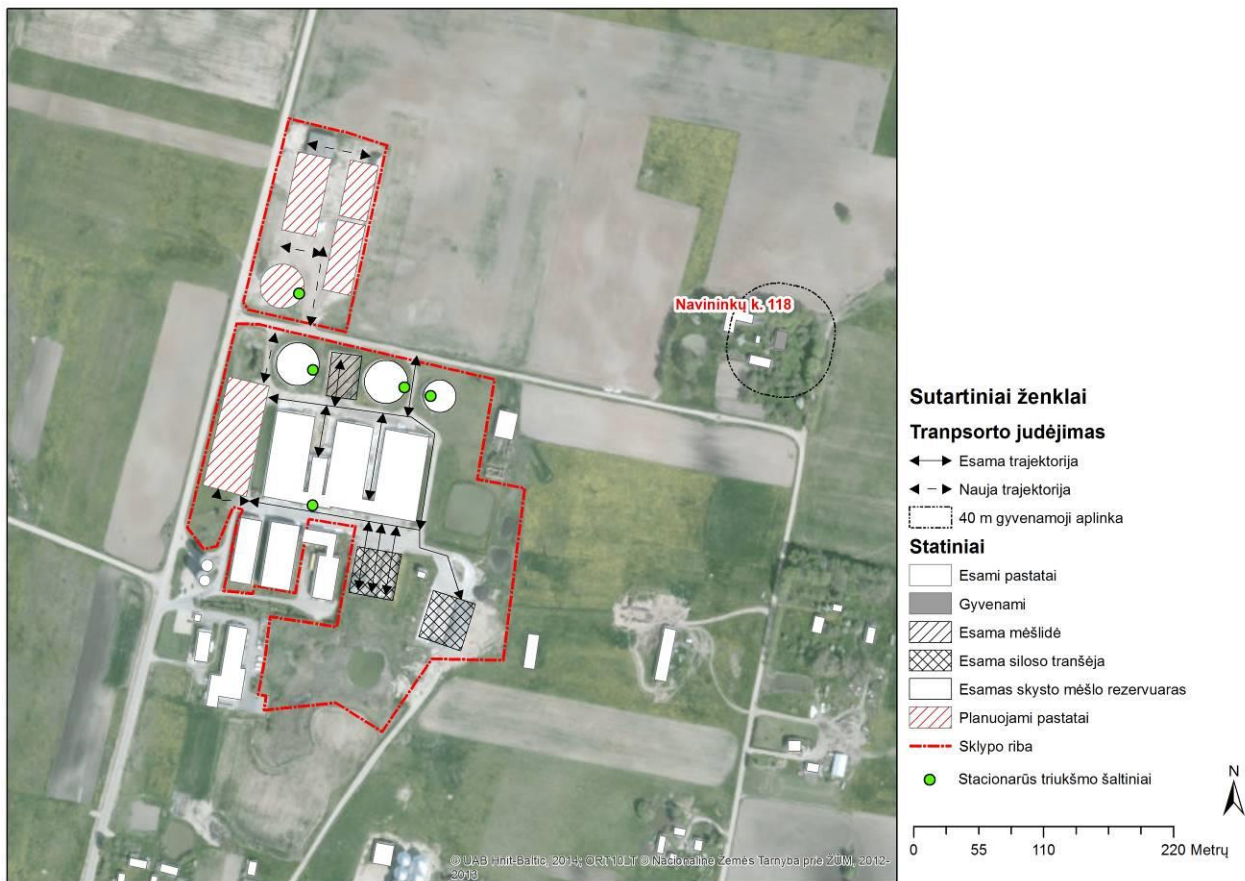 Navininkų k. 118
© UAB Hnit-Baltic, 2014; ORT10LT © Nacionalinė Žemės Tarnyba prie ŽŪM, 2012-
2013
Sutartiniai ženklai
Tranpsorto judėjimas
Esama trajektorija
Nauja trajektorija
40 m gyvenamoji aplinka
Statiniai
Esami pastatai
Gyvenami
Esama mėšlidė
Esama siloso tranšėja
Esamas skysto mėšlo rezervuaras
Planuojami pastatai
Sklypo riba
Stacionarūs triukšmo šaltiniai
N
0 55 110 220 Metrų